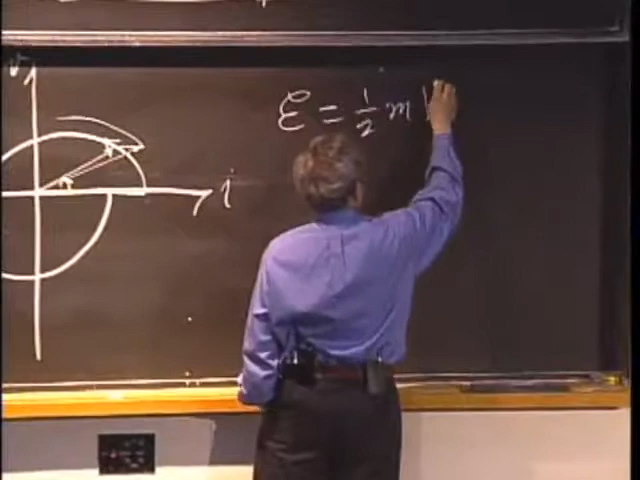 ℰ = ½ m |
i